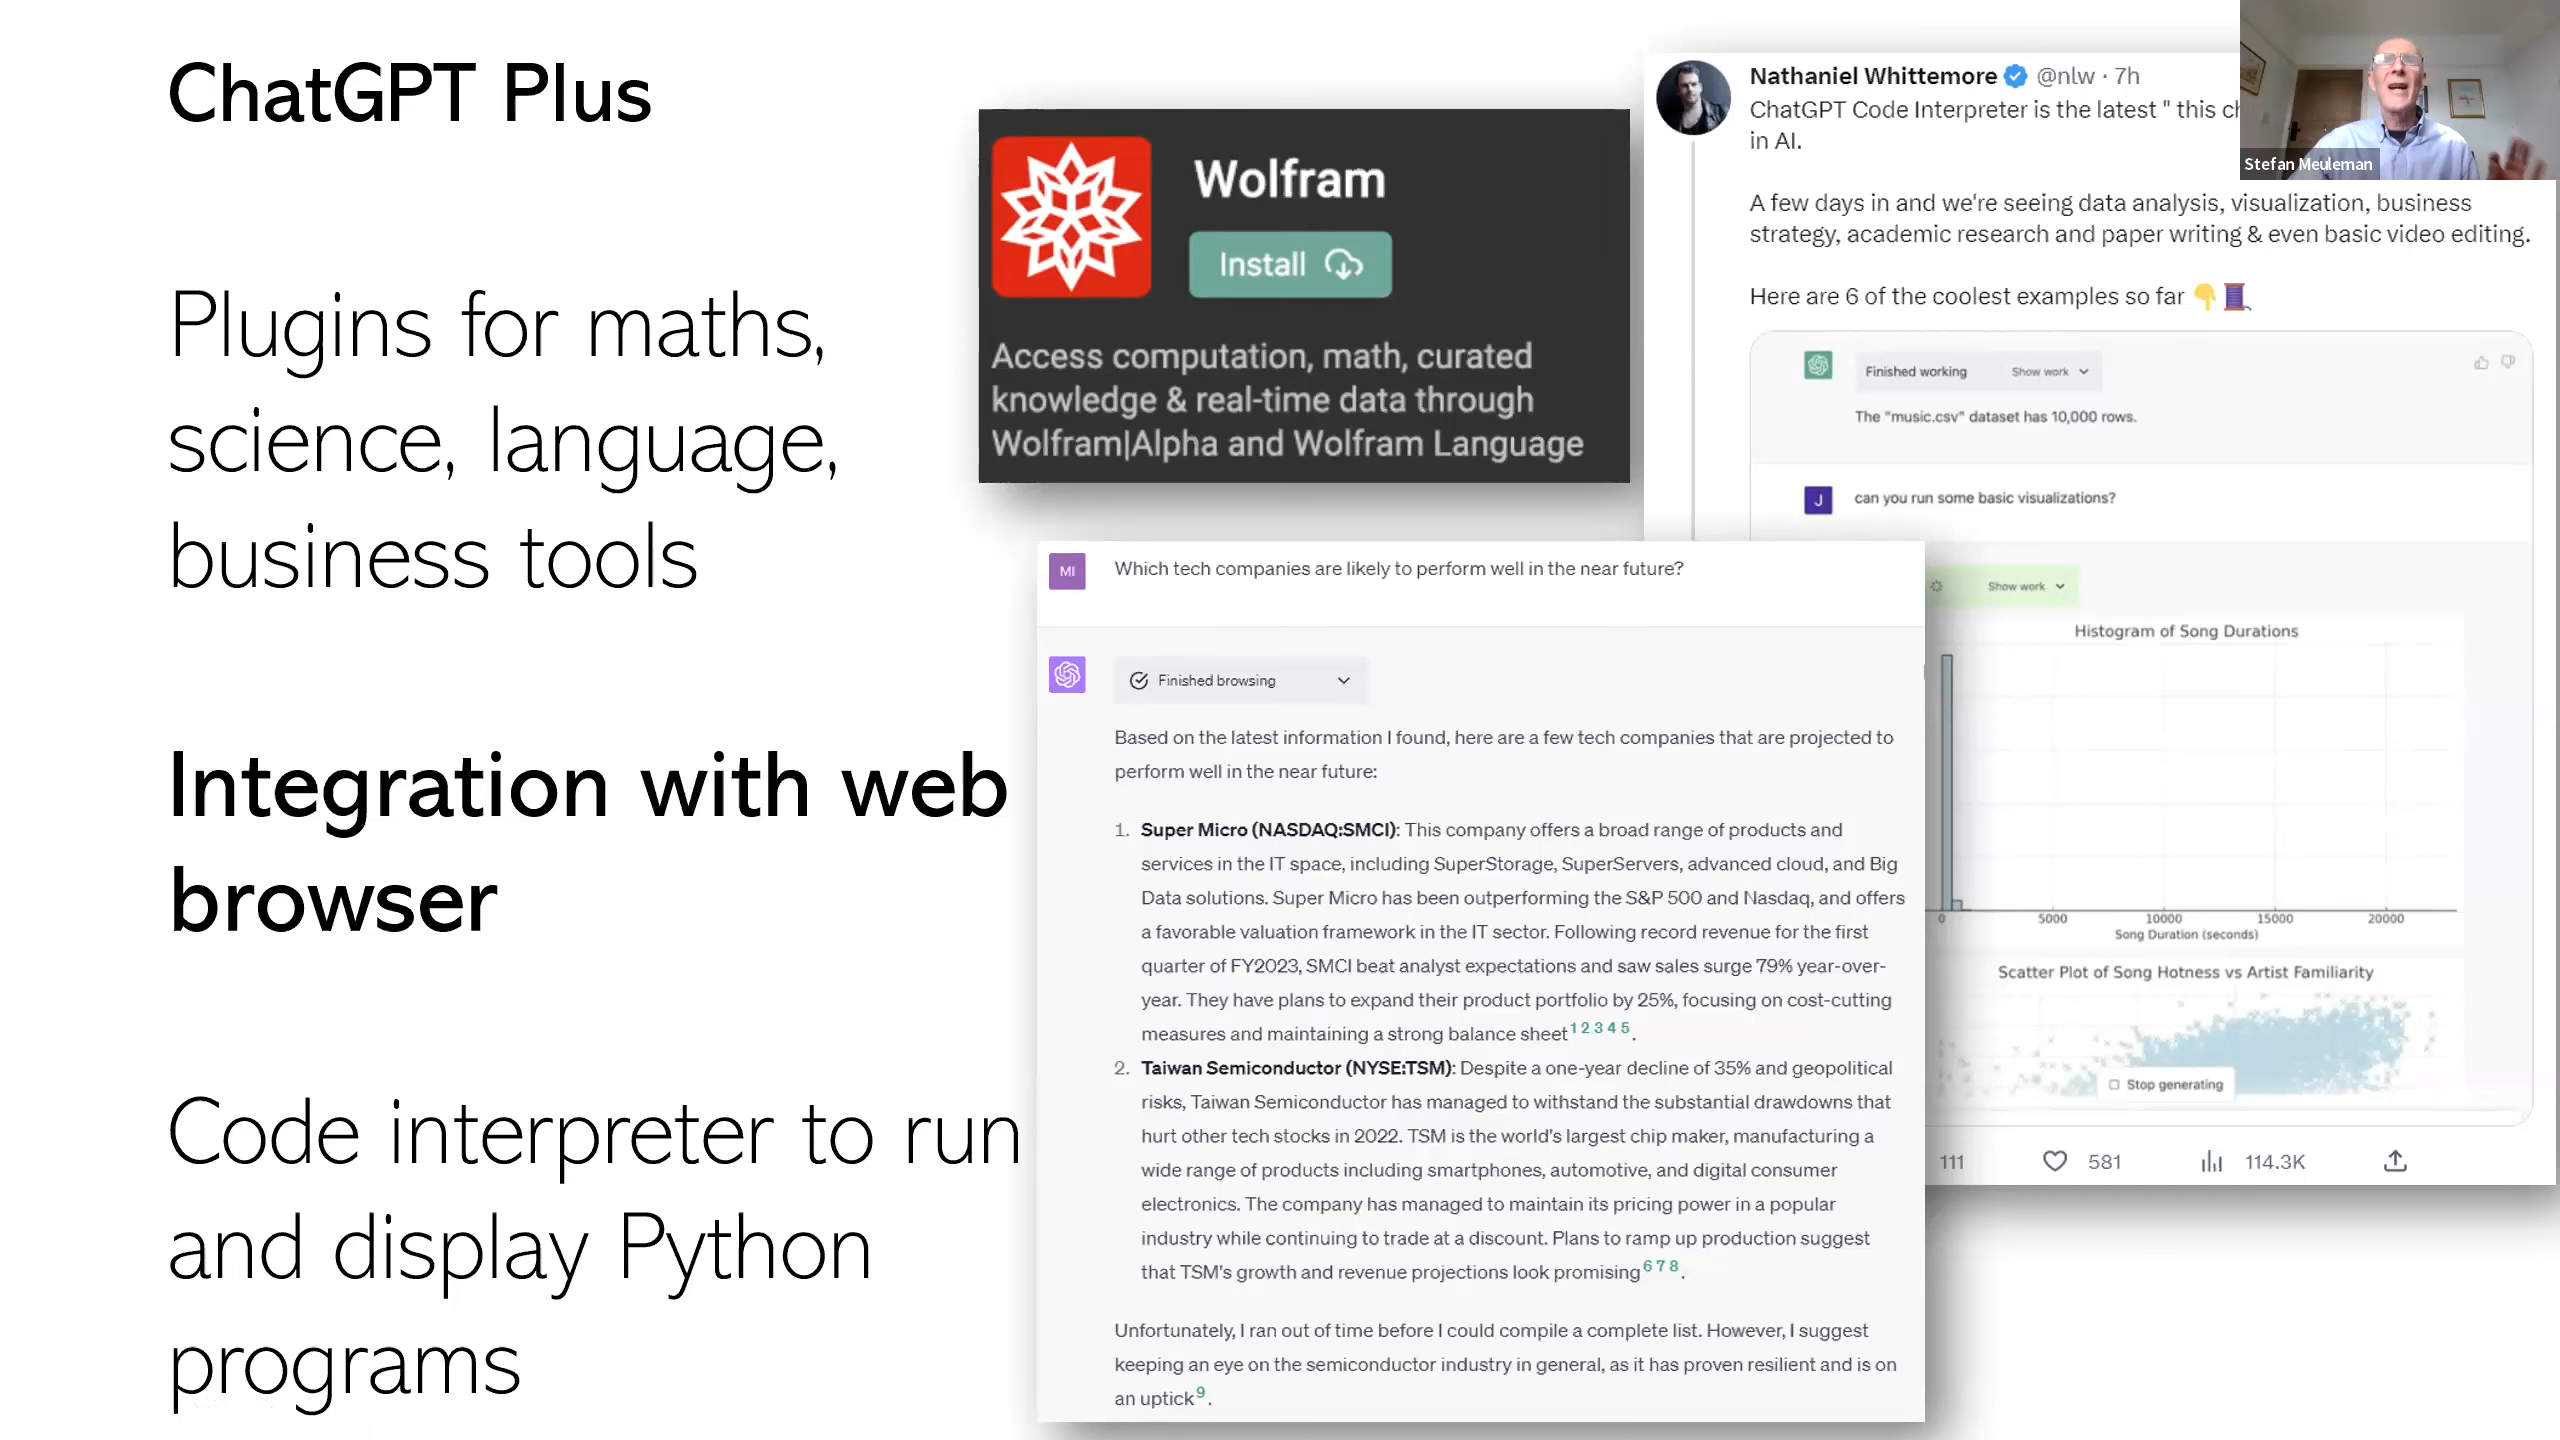 ChatGPT Plus
Plugins for maths,
science, language,
business tools
Integration with web
browser
Code interpreter to run
and display Python
programs
Wolfram
Install
Access computation, math, curated
knowledge & real-time data through
Wolfram|Alpha and Wolfram Language
Nathaniel Whittemore @nlw · 7h
ChatGPT Code Interpreter is the latest " this
in AI.
A few days in and we're seeing data analysis, visualization, business
strategy, academic research and paper writing & even basic video editing.
Here are 6 of the coolest examples so far 👇🧵
Finished working Show work
The "music.csv" dataset has 10,000 rows.
J can you run some basic visualizations?
Show work
Histogram of Song Durations
0 5000 10000 15000 20000
Song Duration (seconds)
Scatter Plot of Song Hotness vs Artist Familiarity
Stop generating
111 581 114.3K
MI Which tech companies are likely to perform well in the near future?
Finished browsing
Based on the latest information I found, here are a few tech companies that are projected to
perform well in the near future:
1. Super Micro (NASDAQ:SMCI): This company offers a broad range of products and
services in the IT space, including SuperStorage, SuperServers, advanced cloud, and Big
Data solutions. Super Micro has been outperforming the S&P 500 and Nasdaq, and offers
a favorable valuation framework in the IT sector. Following record revenue for the first
quarter of FY2023, SMCI beat analyst expectations and saw sales surge 79% year-over-
year. They have plans to expand their product portfolio by 25%, focusing on cost-cutting
measures and maintaining a strong balance sheet 1 2 3 4 5.
2. Taiwan Semiconductor (NYSE:TSM): Despite a one-year decline of 35% and geopolitical
risks, Taiwan Semiconductor has managed to withstand the substantial drawdowns that
hurt other tech stocks in 2022. TSM is the world's largest chip maker, manufacturing a
wide range of products including smartphones, automotive, and digital consumer
electronics. The company has managed to maintain its pricing power in a popular
industry while continuing to trade at a discount. Plans to ramp up production suggest
that TSM's growth and revenue projections look promising 6 7 8.
Unfortunately, I ran out of time before I could compile a complete list. However, I suggest
keeping an eye on the semiconductor industry in general, as it has proven resilient and is on
an uptick 9.
Stefan Meuleman